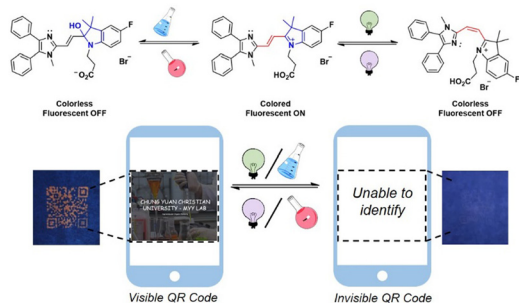 HO
F
N
N
N
Br⁻
⁻O₂C
N
N
N⁺
F
Br⁻
HO₂C
N
N
N⁺
Br⁻
HO₂C
F
Colorless
Fluorescent OFF
Colored
Fluorescent ON
Colorless
Fluorescent OFF
CHUNG YUAN CHRISTIAN
UNIVERSITY - MYY LAB
Unable to
identify
Visible QR Code
Invisible QR Code